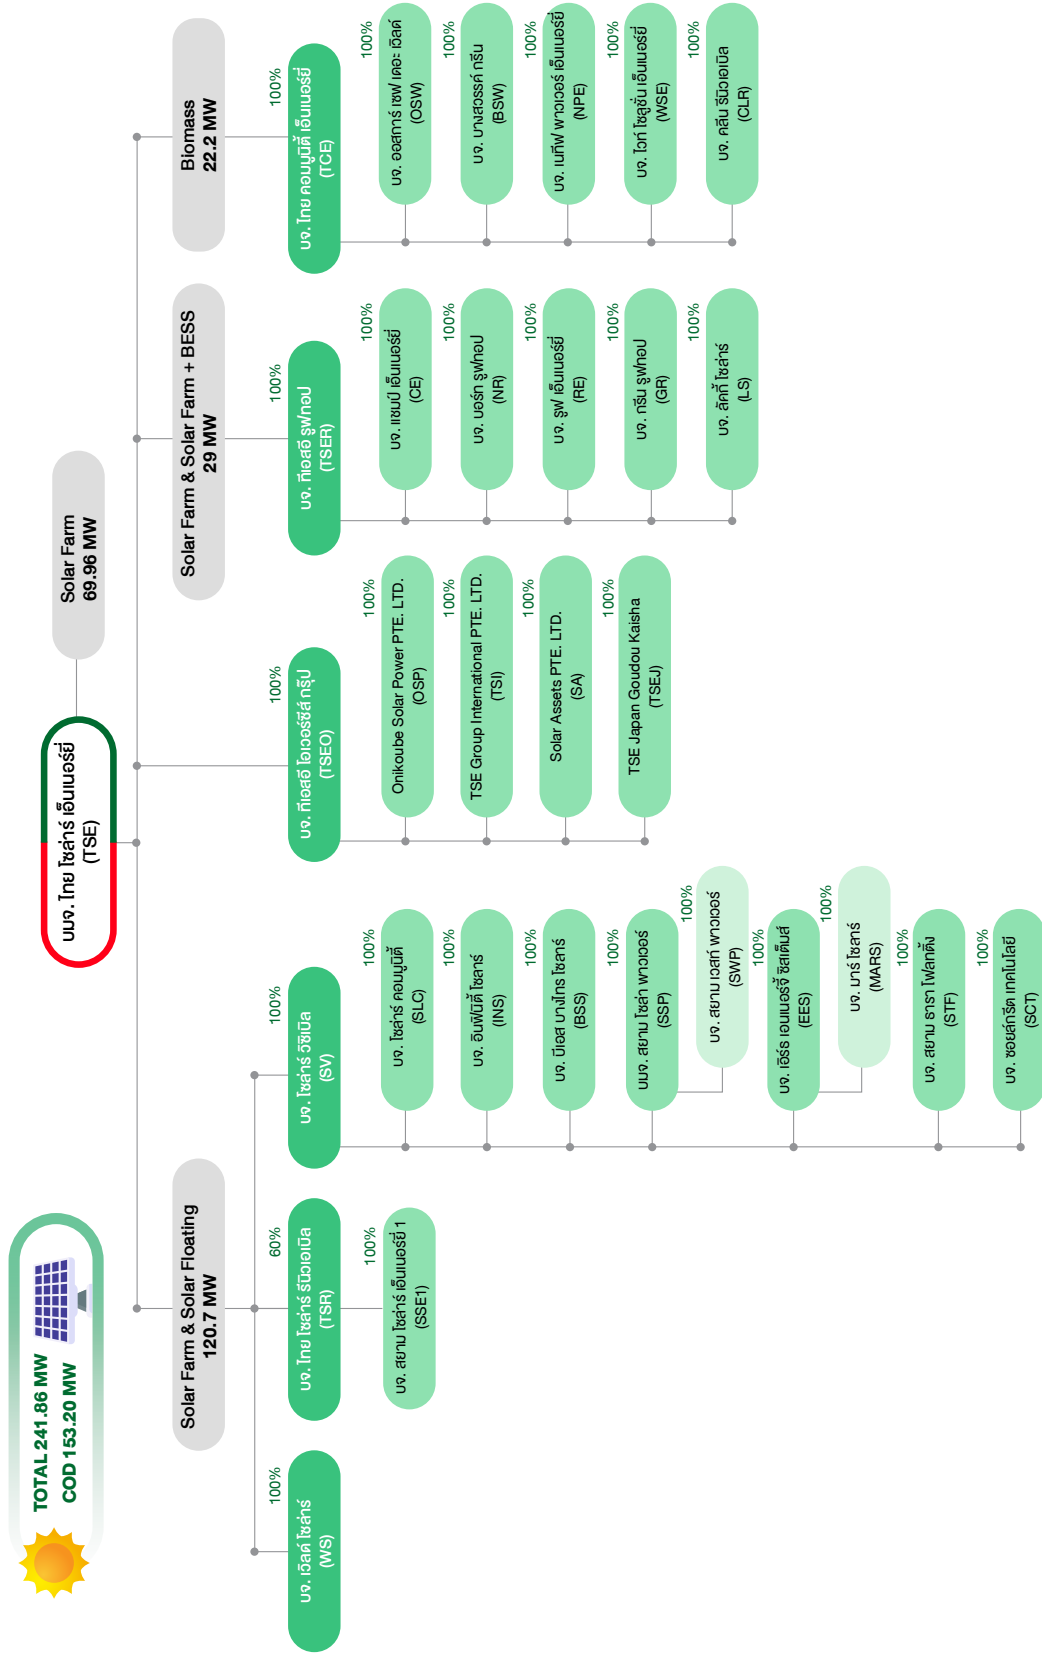 TOTAL 241.86 MW
COD 153.20 MW
บมจ. ไทย โซล่าร์ เอ็นเนอร์ยี่
(TSE)
Solar Farm
69.96 MW
Solar Farm & Solar Floating
120.7 MW
Solar Farm & Solar Farm + BESS
29 MW
Biomass
22.2 MW
100%
บจ. เวิลด์ โซล่าร์
(WS)
60%
บจ. ไทย โซล่าร์ รีนิวเอเบิล
(TSR)
100%
บจ. สยาม โซล่าร์ เอ็นเนอร์ยี่ 1
(SSE1)
100%
บจ. โซล่าร์ วิซิเบิล
(SV)
100%
บจ. โซล่าร์ คอมมูนิตี้
(SLC)
100%
บจ. อินฟินิตี้ โซลาร์
(INS)
100%
บจ. บีเอส บางไทร โซลาร์
(BSS)
100%
บมจ. สยาม โซล่า พาวเวอร์
(SSP)
100%
บจ. สยาม เวสท์ พาวเวอร์
(SWP)
100%
บจ. เอิร์ธ เอนเนอร์จี้ ซิสเต็มส์
(EES)
100%
บจ. มาร์ โซลาร์
(MARS)
100%
บจ. สยาม ธารา โฟลทติ้ง
(STF)
100%
บจ. ซอยล์กรีต เทคโนโลยี
(SCT)
100%
บจ. ทีเอสอี โอเวอร์ซีส์ กรุ๊ป
(TSEO)
100%
Onikoube Solar Power PTE. LTD.
(OSP)
100%
TSE Group International PTE. LTD.
(TSI)
100%
Solar Assets PTE. LTD.
(SA)
100%
TSE Japan Goudou Kaisha
(TSEJ)
100%
บจ. ทีเอสอี รูฟทอป
(TSER)
100%
บจ. แชมป์ เอ็นเนอร์ยี่
(CE)
100%
บจ. นอร์ท รูฟทอป
(NR)
100%
บจ. รูฟ เอ็นเนอร์ยี่
(RE)
100%
บจ. กรีน รูฟทอป
(GR)
100%
บจ. ลัคกี้ โซล่าร์
(LS)
100%
บจ. ไทย คอมมูนิตี้ เอ็นเนอร์ยี่
(TCE)
100%
บจ. ออสการ์ เซฟ เดอะ เวิลด์
(OSW)
100%
บจ. บางสวรรค์ กรีน
(BSW)
100%
บจ. เนทีฟ พาวเวอร์ เอ็นเนอร์ยี่
(NPE)
100%
บจ. ไวท์ โซลูชั่น เอ็นเนอร์ยี่
(WSE)
100%
บจ. คลีน รีนิวเอเบิล
(CLR)